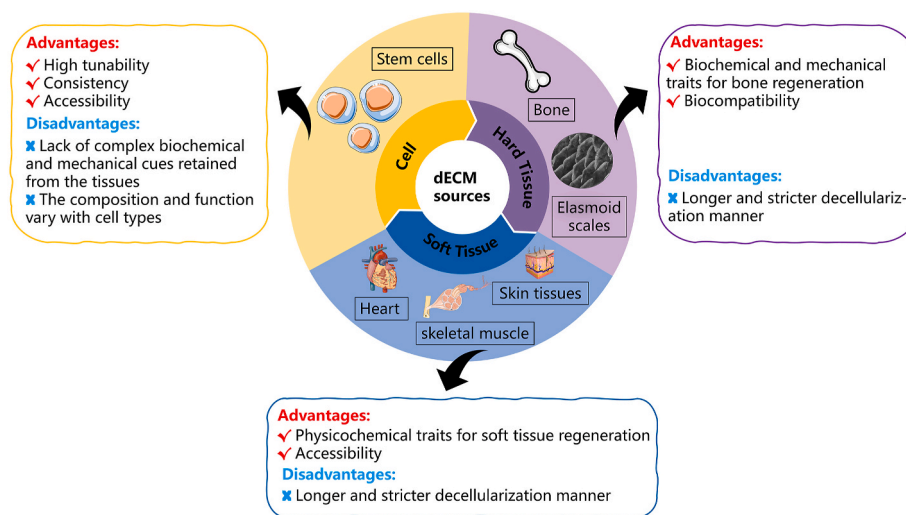 Advantages:
✓ High tunability
✓ Consistency
✓ Accessibility
Disadvantages:
✘ Lack of complex biochemical
and mechanical cues retained
from the tissues
✘ The composition and function
vary with cell types
Stem cells
Bone
Elasmoid
scales
Cell
Hard Tissue
Soft Tissue
dECM
sources
Heart
skeletal muscle
Skin tissues
Advantages:
✓ Biochemical and mechanical
traits for bone regeneration
✓ Biocompatibility
Disadvantages:
✘ Longer and stricter decellulariz-
ation manner
Advantages:
✓ Physicochemical traits for soft tissue regeneration
✓ Accessibility
Disadvantages:
✘ Longer and stricter decellularization manner